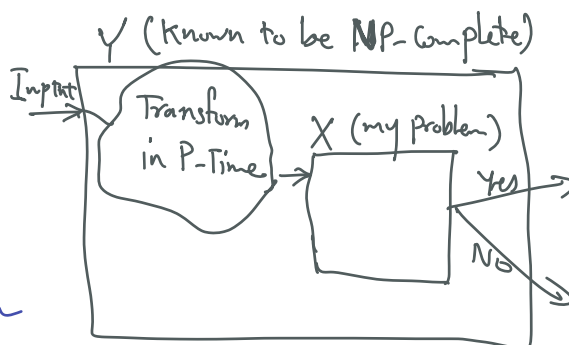 Y (Known to be NP-Complete)
Input
Transform
in P-Time
X (my problem)
Yes
No